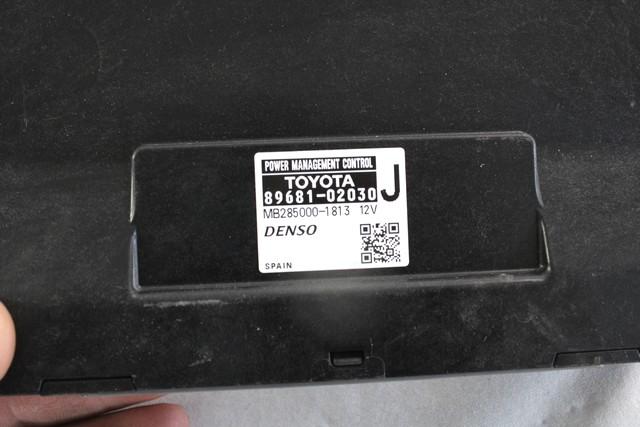 POWER MANAGEMENT CONTROL
TOYOTA J
89681-02030
MB285000-1813 12V
DENSO
SPAIN